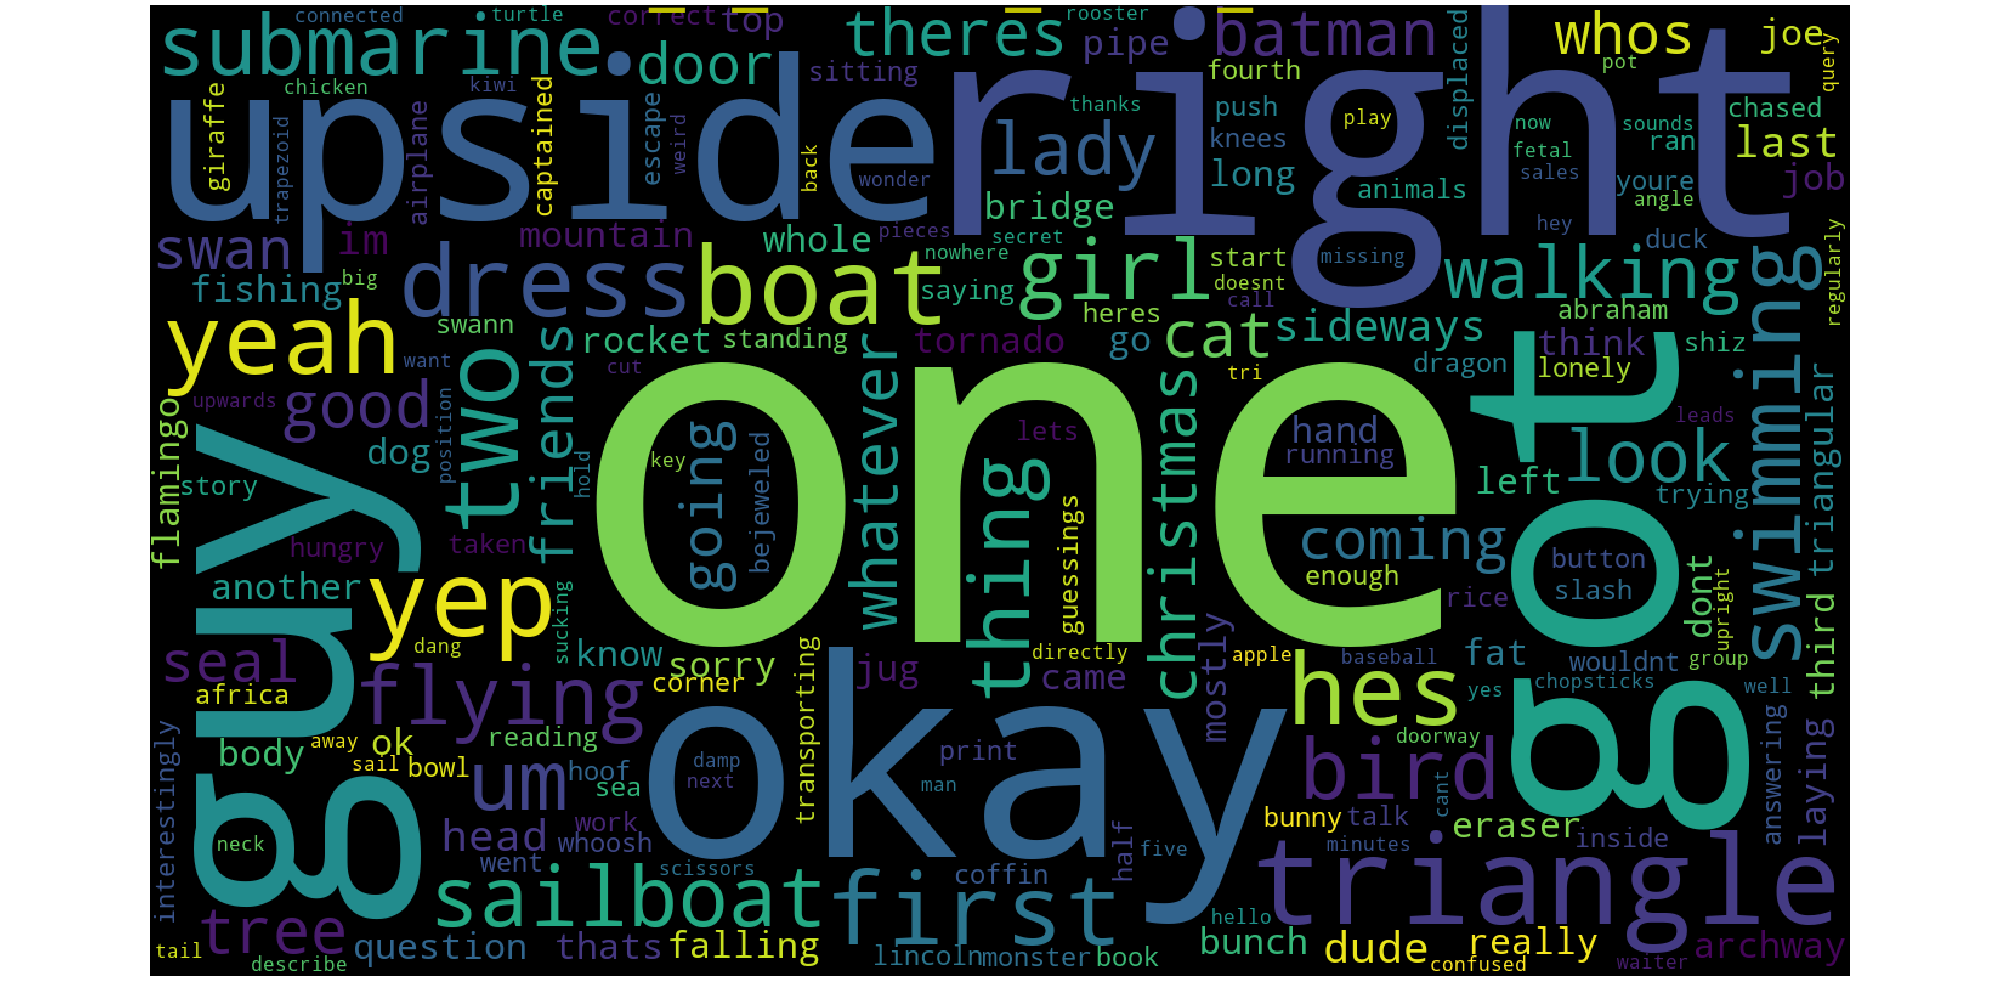 connected turtle correct top rooster
submarine door theres pipe batman whos joe
query
chicken kiwi sitting fourth pot
upside right
giraffe trapezoid airplane captained escape weird back
wonder thanks lady push knees long play displaced
now sounds chased
fetal ran last
sales youre job
animals angle
swan im mountain whole bridge pieces secret hey duck regularly
fishing big dress boat nowhere girl start missing walking
saying doesnt
call
heres abraham
yeah swann rocket standing tornado go cat sideways think shiz
want cut tri dragon lonely
upwards good two friends whatever christmas swimming
flamingo dog position going lets hand leads
story hold key one running left look triangular
bejeweled thing guessings trying
hungry taken coming button got
another yep enough slash
rice dont upright
guy dang sucking directly apple baseball fat wouldnt group third
seal know sorry jug came hes yes chopsticks well
africa flying corner transporting mostly
body away ok reading print doorway answering laying
sail bowl um hoof damp okay bird cant
sea next man
interestingly head work bunny talk eraser
neck went whoosh half five minutes inside
scissors triangle
sailboat first coffin
tree hello
question thats falling bunch dude really archway
tail describe lincoln monster book confused waiter